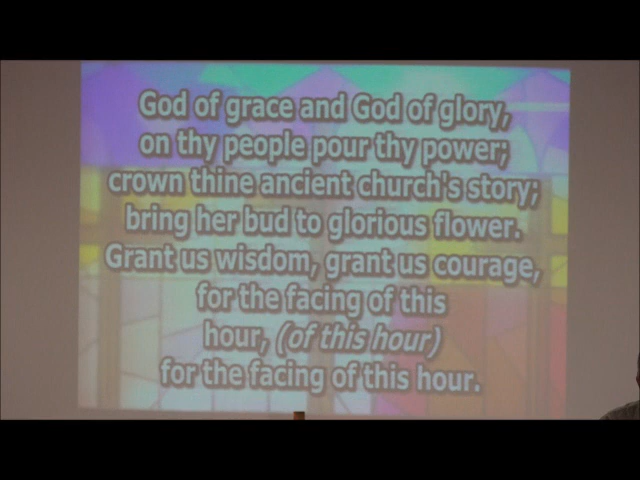 God of grace and God of glory,
on thy people pour thy power;
crown thine ancient church's story;
bring her bud to glorious flower.
Grant us wisdom, grant us courage,
for the facing of this
hour, (of this hour)
for the facing of this hour.